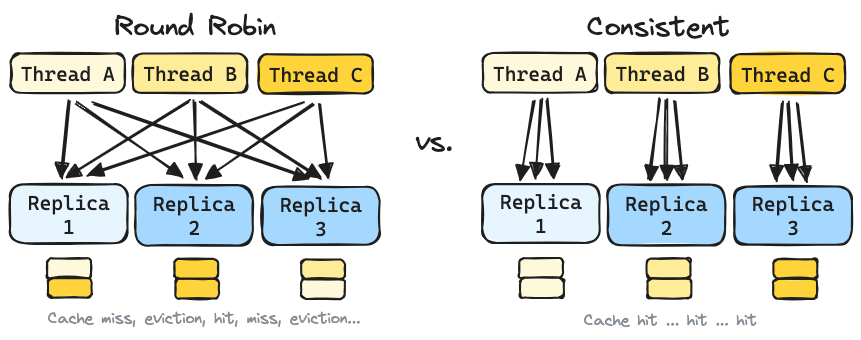 Round Robin
Consistent
Thread A
Thread B
Thread C
Thread A
Thread B
Thread C
vs.
Replica
1
Replica
2
Replica
3
Replica
1
Replica
2
Replica
3
Cache miss, eviction, hit, miss, eviction...
Cache hit ... hit ... hit